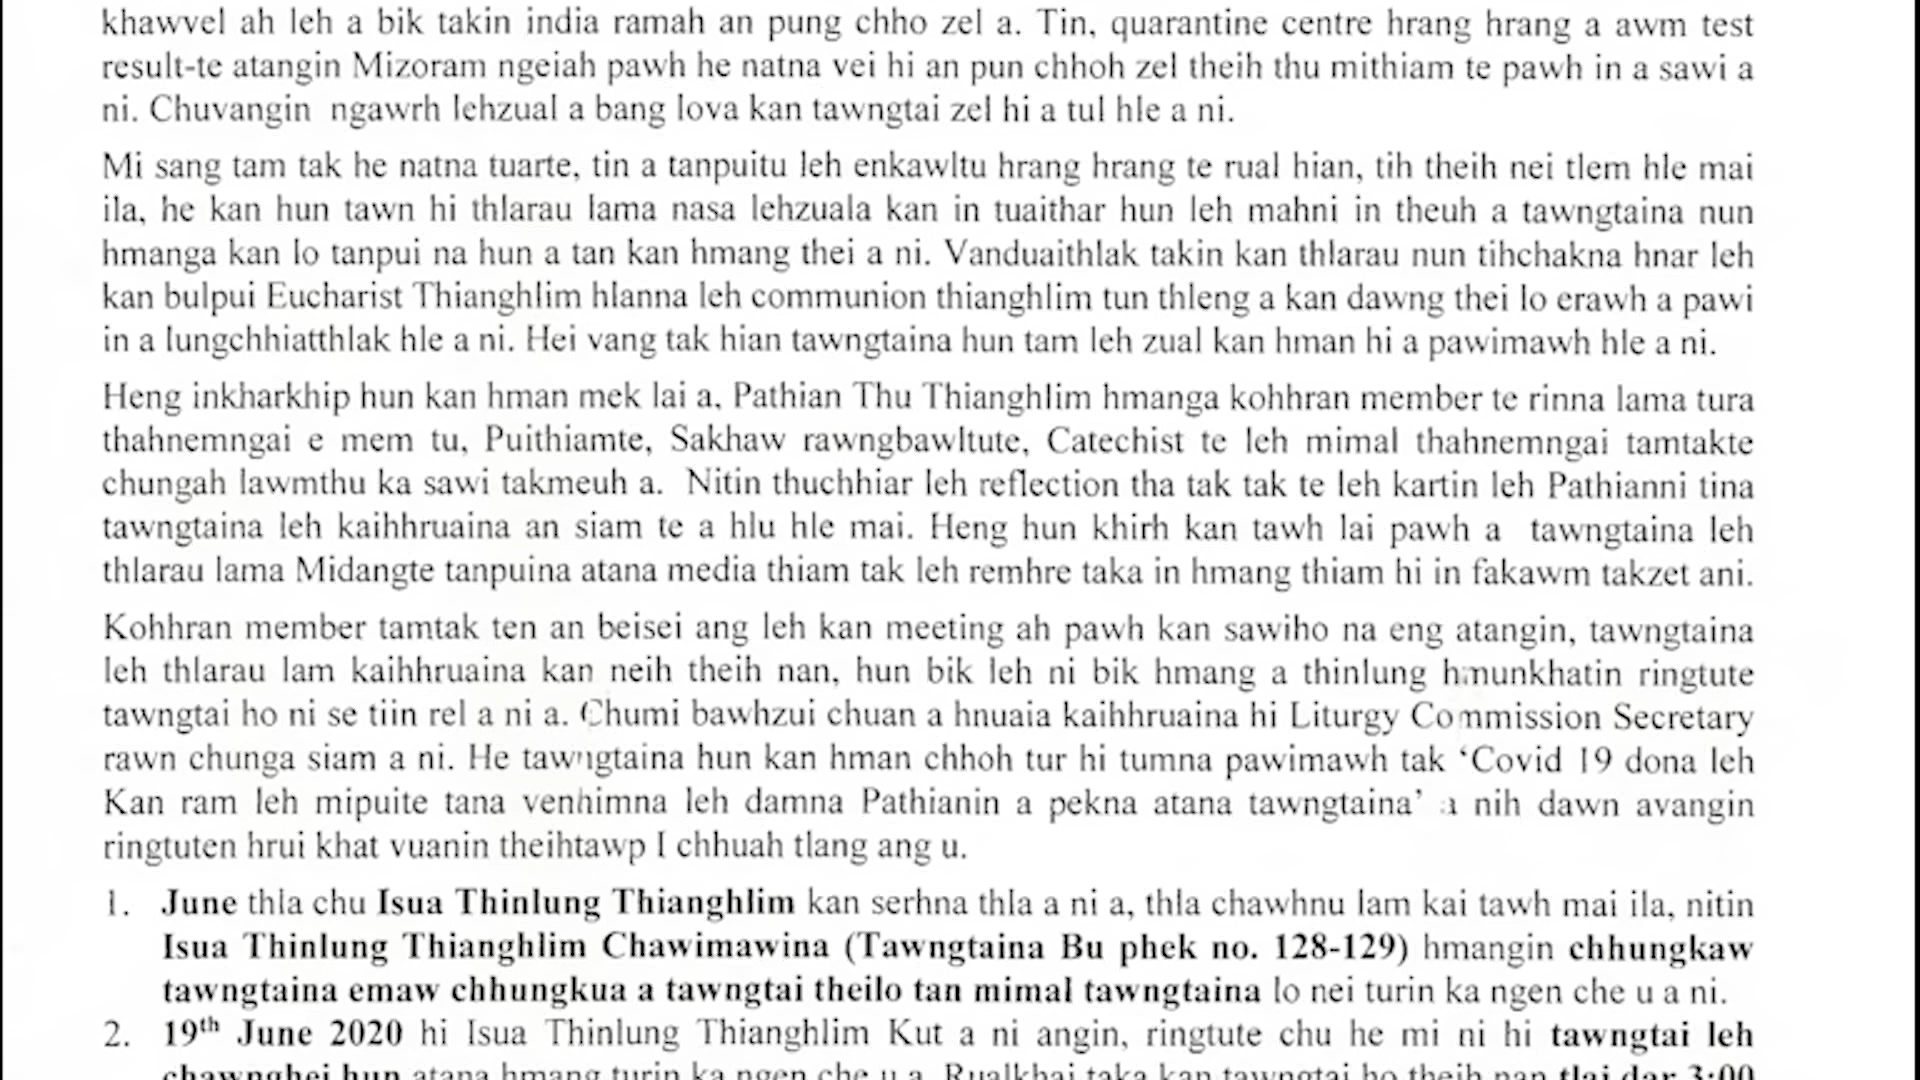 khawvel ah leh a bik takin india ramah an pung chho zel a. Tin, quarantine centre hrang hrang a awm test
result-te atangin Mizoram ngeiah pawh he natna vei hi an pun chhoh zel theih thu mithiam te pawh in a sawi a
ni. Chuvangin ngawrh lehzual a bang lova kan tawngtai zel hi a tul hle a ni.
Mi sang tam tak he natna tuarte, tin a tanpuitu leh enkawltu hrang hrang te rual hian, tih theih nei tlem hle mai
ila, he kan hun tawn hi thlarau lama nasa lehzuala kan in tuaithar hun leh mahni in theuh a tawngtaina nun
hmanga kan lo tanpui na hun a tan kan hmang thei a ni. Vanduaithlak takin kan thlarau nun tihchakna hnar leh
kan bulpui Eucharist Thianghlim hlanna leh communion thianghlim tun thleng a kan dawng thei lo erawh a pawi
in a lungchhiatthlak hle a ni. Hei vang tak hian tawngtaina hun tam leh zual kan hman hi a pawimawh hle a ni.
Heng inkharkhip hun kan hman mek lai a, Pathian Thu Thianghlim hmanga kohhran member te rinna lama tura
thahnemngai e mem tu, Puithiamte, Sakhaw rawngbawltute, Catechist te leh mimal thahnemngai tamtakte
chungah lawmthu ka sawi takmeuh a. Nitin thuchhiar leh reflection tha tak tak te leh kartin leh Pathianni tina
tawngtaina leh kaihhruaina an siam te a hlu hle mai. Heng hun khirh kan tawh lai pawh a tawngtaina leh
thlarau lama Midangte tanpuina atana media thiam tak leh remhre taka in hmang thiam hi in fakawm takzet ani.
Kohhran member tamtak ten an beisei ang leh kan meeting ah pawh kan sawiho na eng atangin, tawngtaina
leh thlarau lam kaihhruaina kan neih theih nan, hun bik leh ni bik hmang a thinlung hmunkhatin ringtute
tawngtai ho ni se tiin rel a ni a. Chumi bawhzui chuan a hnuaia kaihhruaina hi Liturgy Commission Secretary
rawn chunga siam a ni. He tawngtaina hun kan hman chhoh tur hi tumna pawimawh tak ‘Covid 19 dona leh
Kan ram leh mipuite tana venhimna leh damna Pathianin a pekna atana tawngtaina’ a nih dawn avangin
ringtuten hrui khat vuanin theihtawp I chhuah tlang ang u.
1. June thla chu Isua Thinlung Thianghlim kan serhna thla a ni a, thla chawhnu lam kai tawh mai ila, nitin
Isua Thinlung Thianghlim Chawimawina (Tawngtaina Bu phek no. 128-129) hmangin chhungkaw
tawngtaina emaw chhungkua a tawngtai theilo tan mimal tawngtaina lo nei turin ka ngen che u a ni.
2. 19th June 2020 hi Isua Thinlung Thianghlim Kut a ni angin, ringtute chu he mi ni hi tawngtai leh
chawnghei hun atana hmang turin ka ngen che u a. Rualkhai taka kan tawngtai ho theih nan tlai dar 3:00